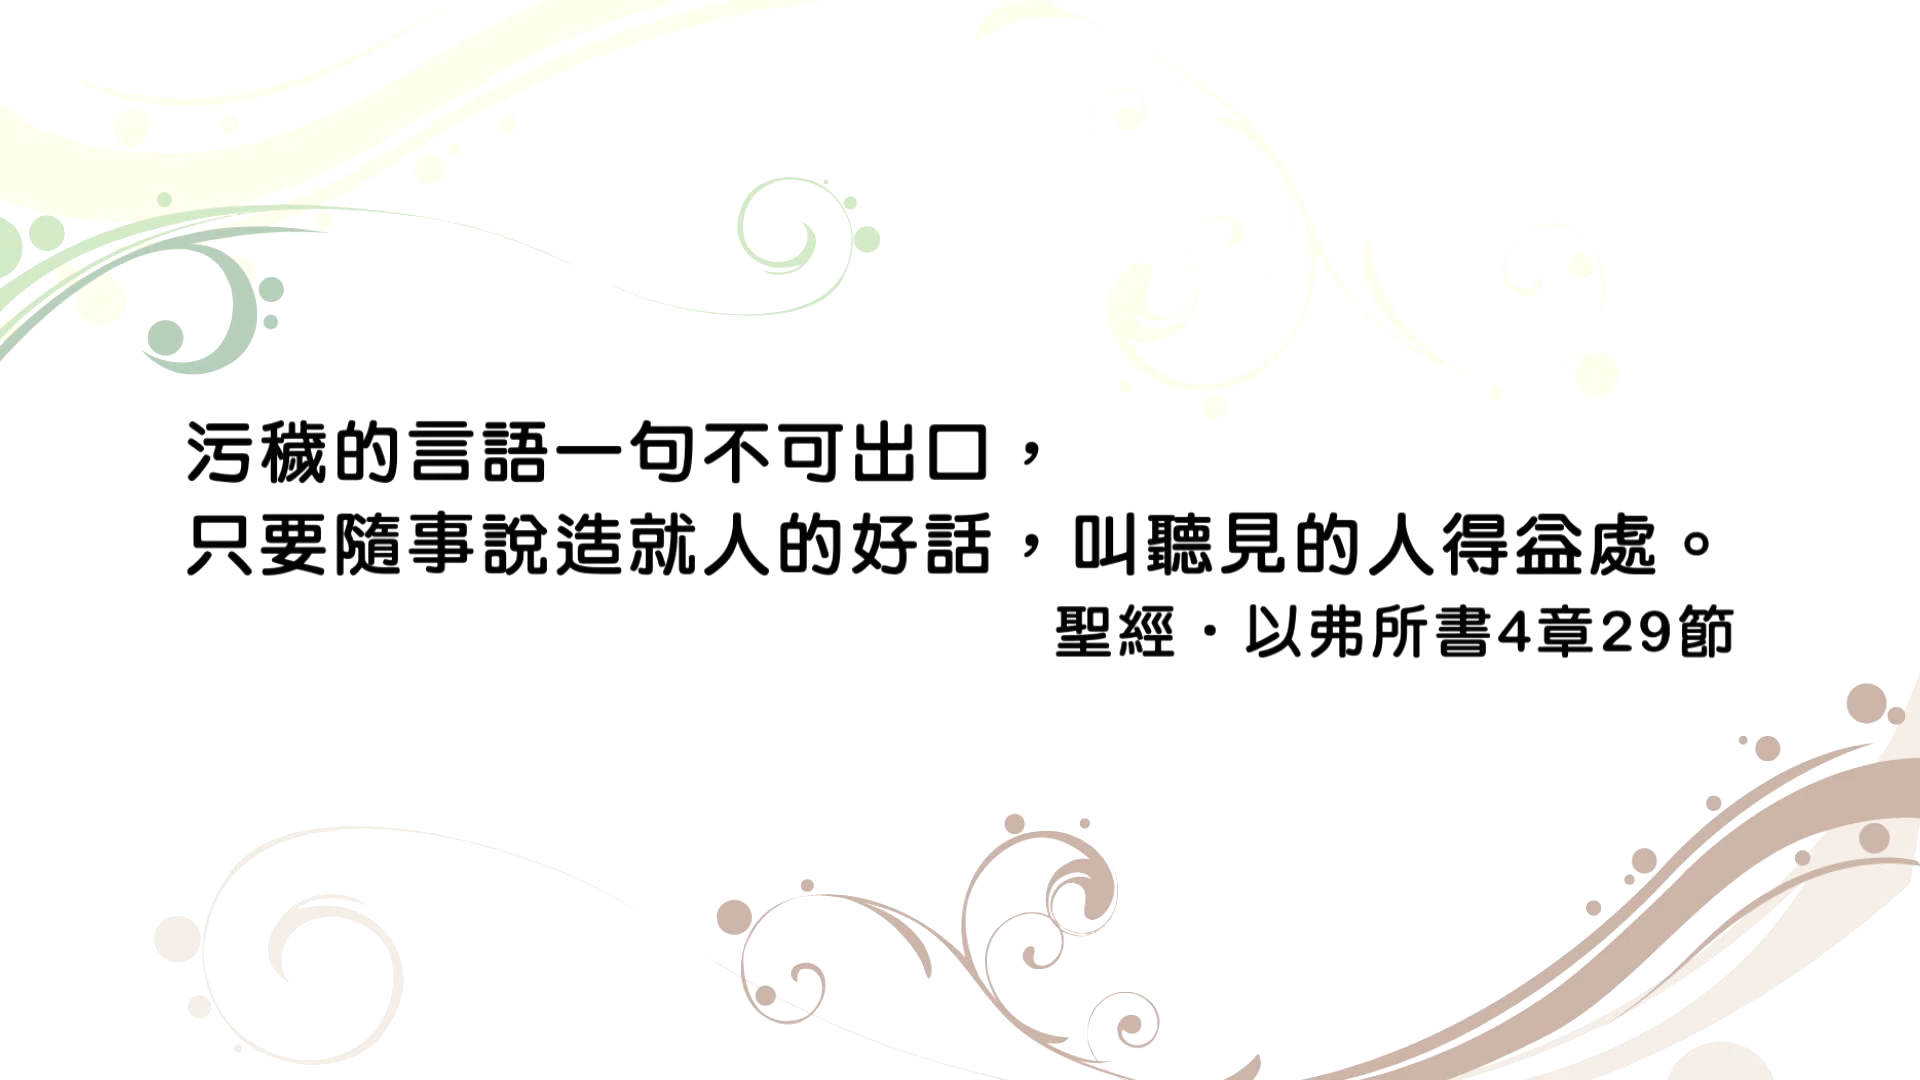 污穢的言語一句不可出口，
只要隨事說造就人的好話，叫聽見的人得益處。
聖經．以弗所書4章29節